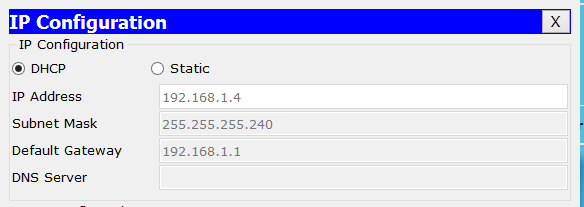 IP Configuration X
IP Configuration
DHCP Static
IP Address 192.168.1.4
Subnet Mask 255.255.255.240
Default Gateway 192.168.1.1
DNS Server